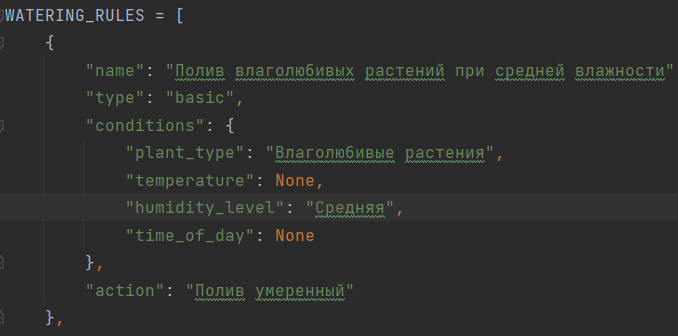 WATERING_RULES = [
{
"name": "Полив влаголюбивых растений при средней влажности"
"type": "basic",
"conditions": {
"plant_type": "Влаголюбивые растения",
"temperature": None,
"humidity_level": "Средняя",
"time_of_day": None
},
"action": "Полив умеренный"
},